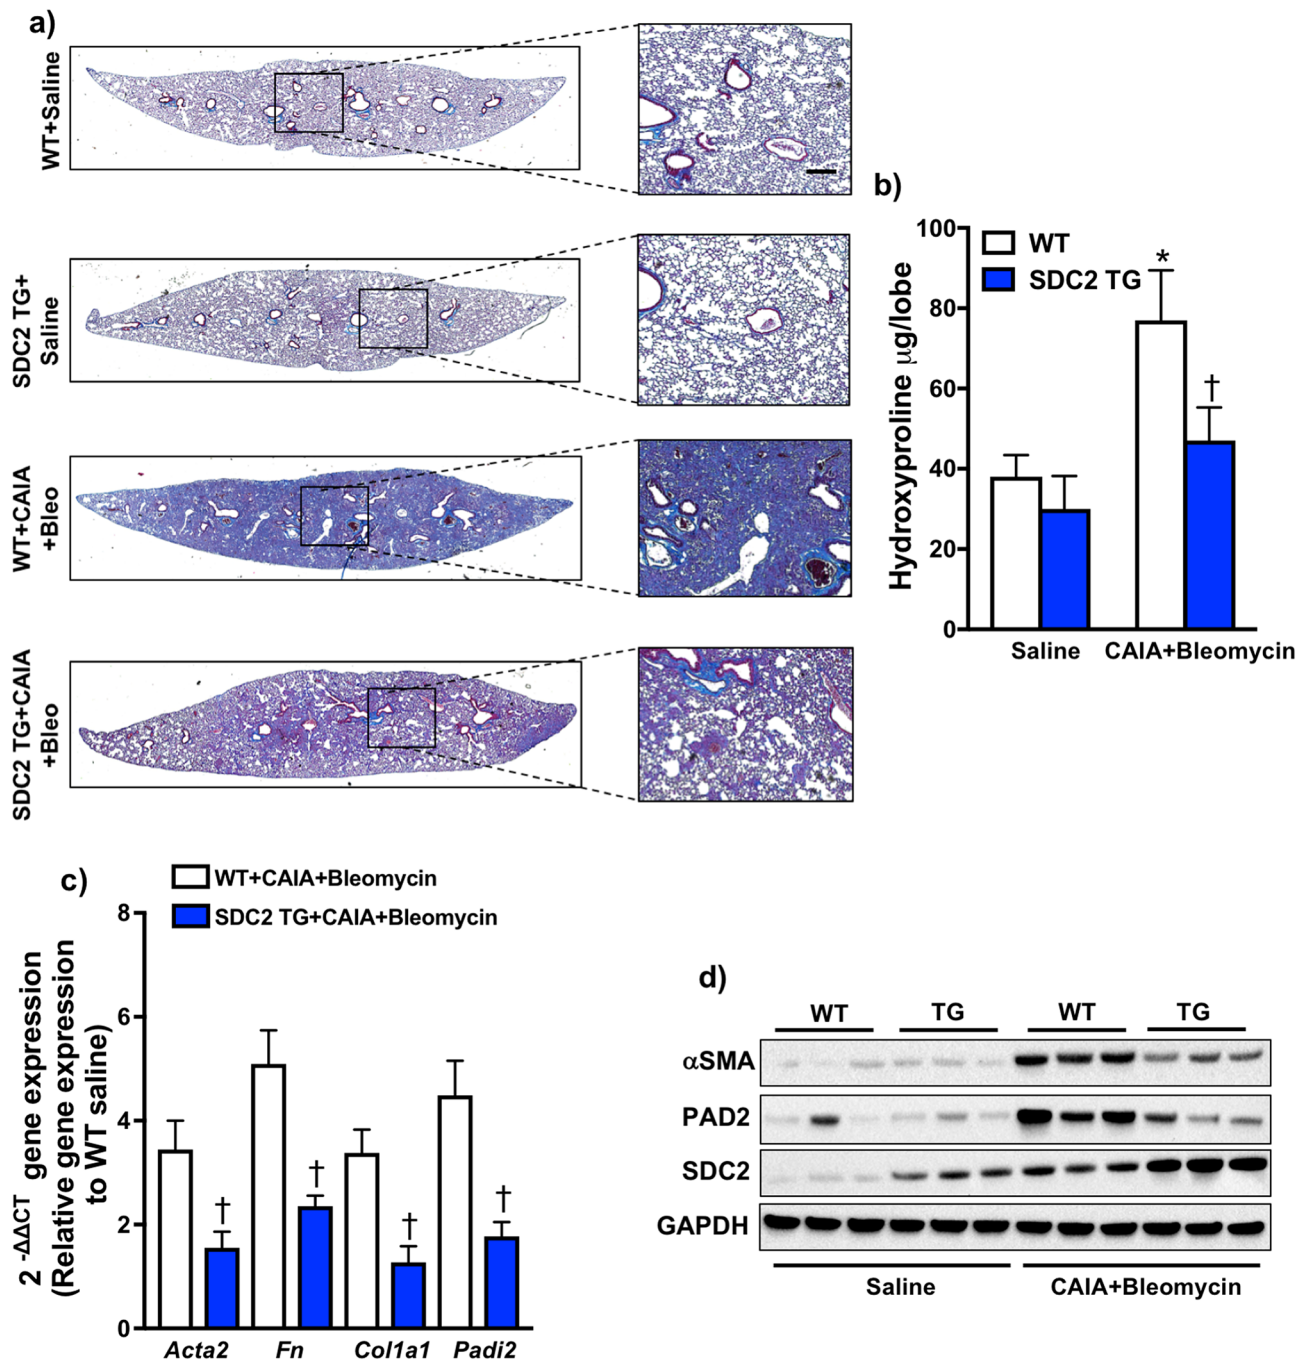 a)
WT+Saline
SDC2 TG+
Saline
WT+CAIA
+Bleo
SDC2 TG+CAIA
+Bleo
b)
Hydroxyproline μg/lobe
100
80
60
40
20
0
WT
SDC2 TG
*
†
Saline
CAIA+Bleomycin
c)
WT+CAIA+Bleomycin
SDC2 TG+CAIA+Bleomycin
2 -ΔΔCT gene expression
(Relative gene expression
to WT saline)
8
6
4
2
0
†
†
†
†
Acta2
Fn
Col1a1
Padi2
d)
WT
TG
WT
TG
αSMA
PAD2
SDC2
GAPDH
Saline
CAIA+Bleomycin